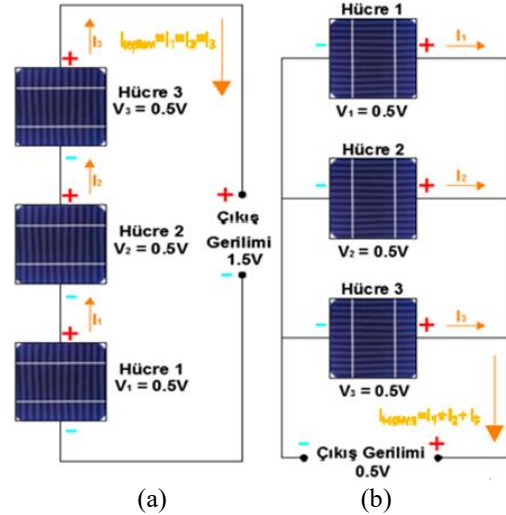 I₃
I_toplam=I₁=I₂=I₃
+
Hücre 3
V₃ = 0.5V
-
I₂
+
Hücre 2
V₂ = 0.5V
-
I₁
+
Hücre 1
V₁ = 0.5V
-
+
Çıkış
Gerilimi
1.5V
-
(a)
Hücre 1
-
+
I₁
V₁ = 0.5V
Hücre 2
-
+
I₂
V₂ = 0.5V
Hücre 3
-
+
I₃
V₃ = 0.5V
I_toplam=I₁+I₂+I₃
-
+
Çıkış Gerilimi
0.5V
(b)